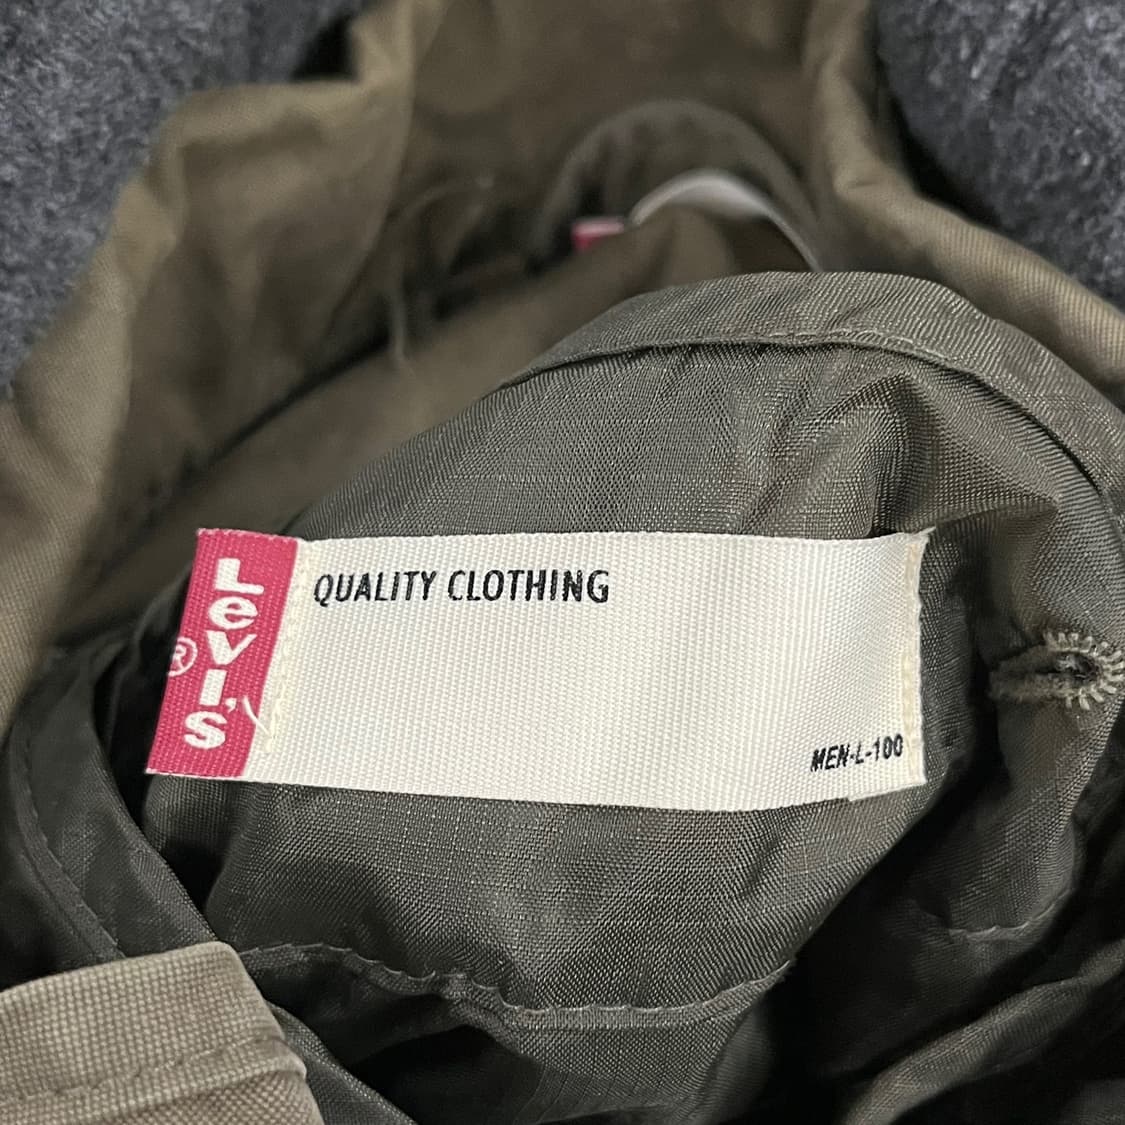 Levi's
®
QUALITY CLOTHING
MEN-L-100